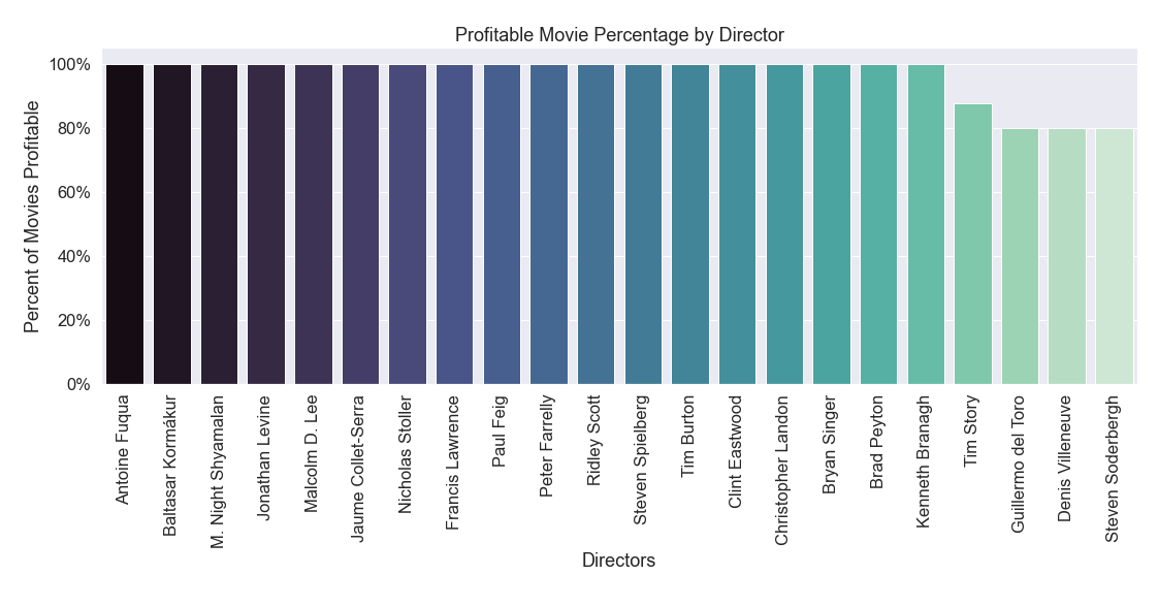 Profitable Movie Percentage by Director
Percent of Movies Profitable
100%
80%
60%
40%
20%
0%
Antoine Fuqua
Baltasar Kormákur
M. Night Shyamalan
Jonathan Levine
Malcolm D. Lee
Jaume Collet-Serra
Nicholas Stoller
Francis Lawrence
Paul Feig
Peter Farrelly
Ridley Scott
Steven Spielberg
Tim Burton
Clint Eastwood
Christopher Landon
Bryan Singer
Brad Peyton
Kenneth Branagh
Tim Story
Guillermo del Toro
Denis Villeneuve
Steven Soderbergh
Directors